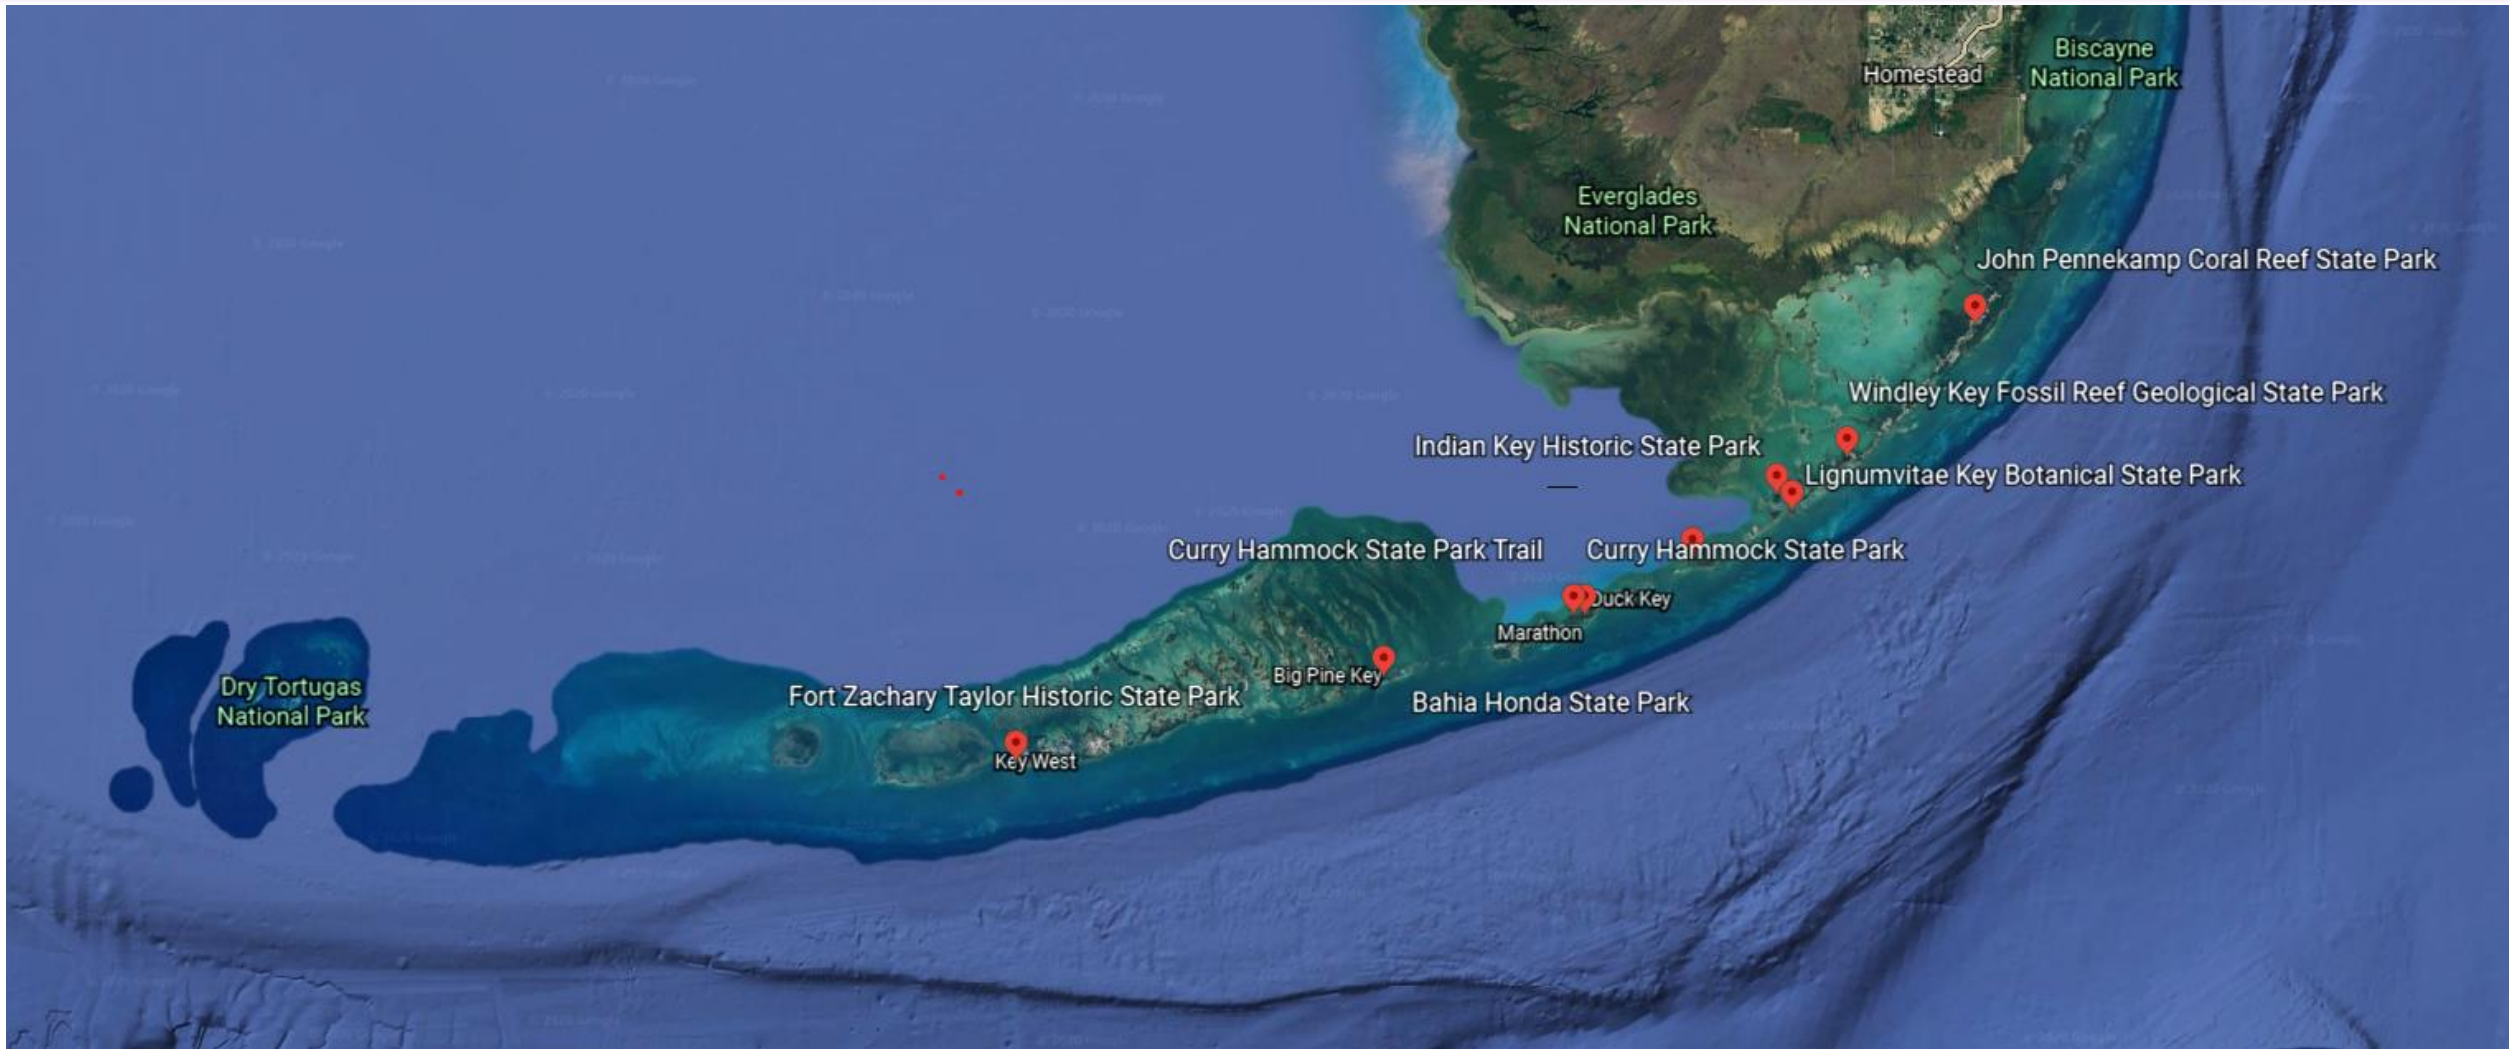 Biscayne
National Park
Homestead
Everglades
National Park
John Pennekamp Coral Reef State Park
Windley Key Fossil Reef Geological State Park
Indian Key Historic State Park
Lignumvitae Key Botanical State Park
Curry Hammock State Park Trail
Curry Hammock State Park
Duck Key
Marathon
Big Pine Key
Dry Tortugas
National Park
Fort Zachary Taylor Historic State Park
Bahia Honda State Park
Key West